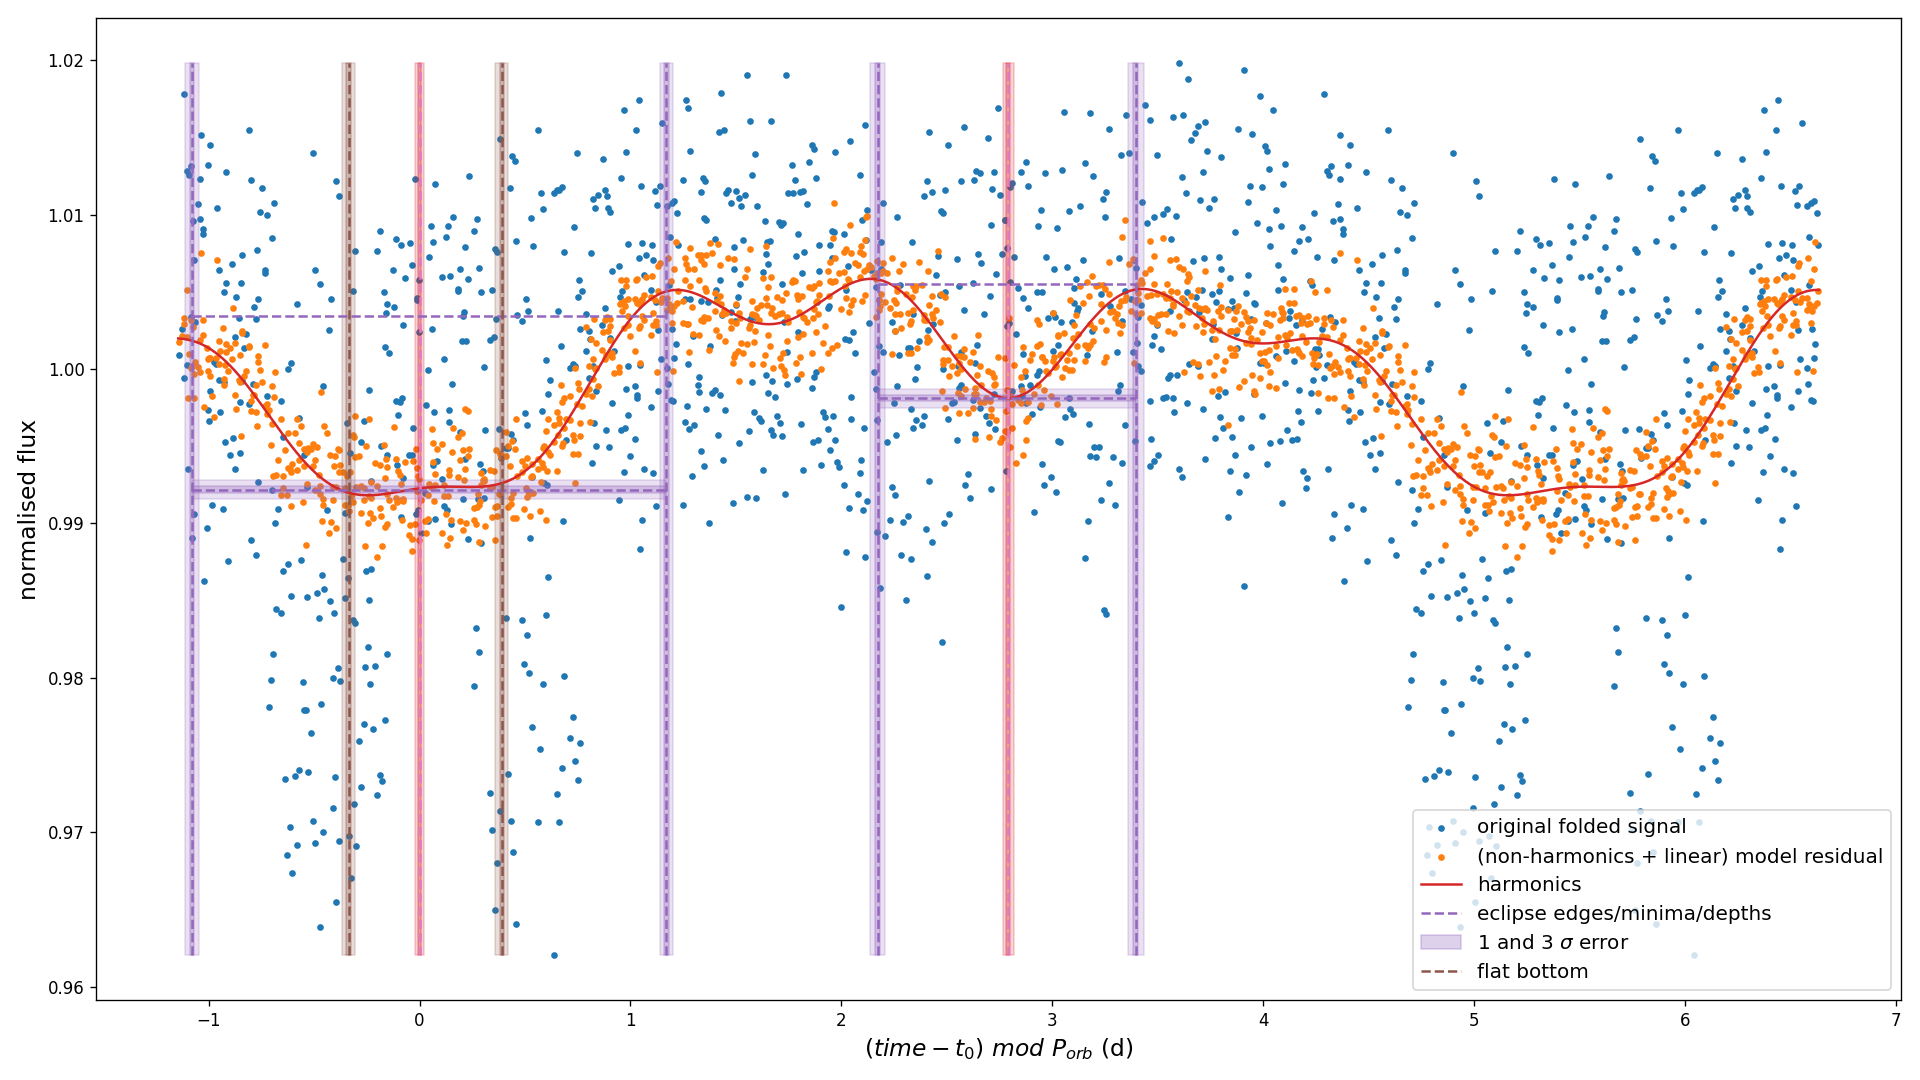 normalised flux
1.02
1.01
1.00
0.99
0.98
0.97
0.96
−1
0
1
2
3
4
5
6
7
(time − t₀) mod Pₒᵣ₆ (d)
original folded signal
(non-harmonics + linear) model residual
harmonics
eclipse edges/minima/depths
1 and 3 σ error
flat bottom